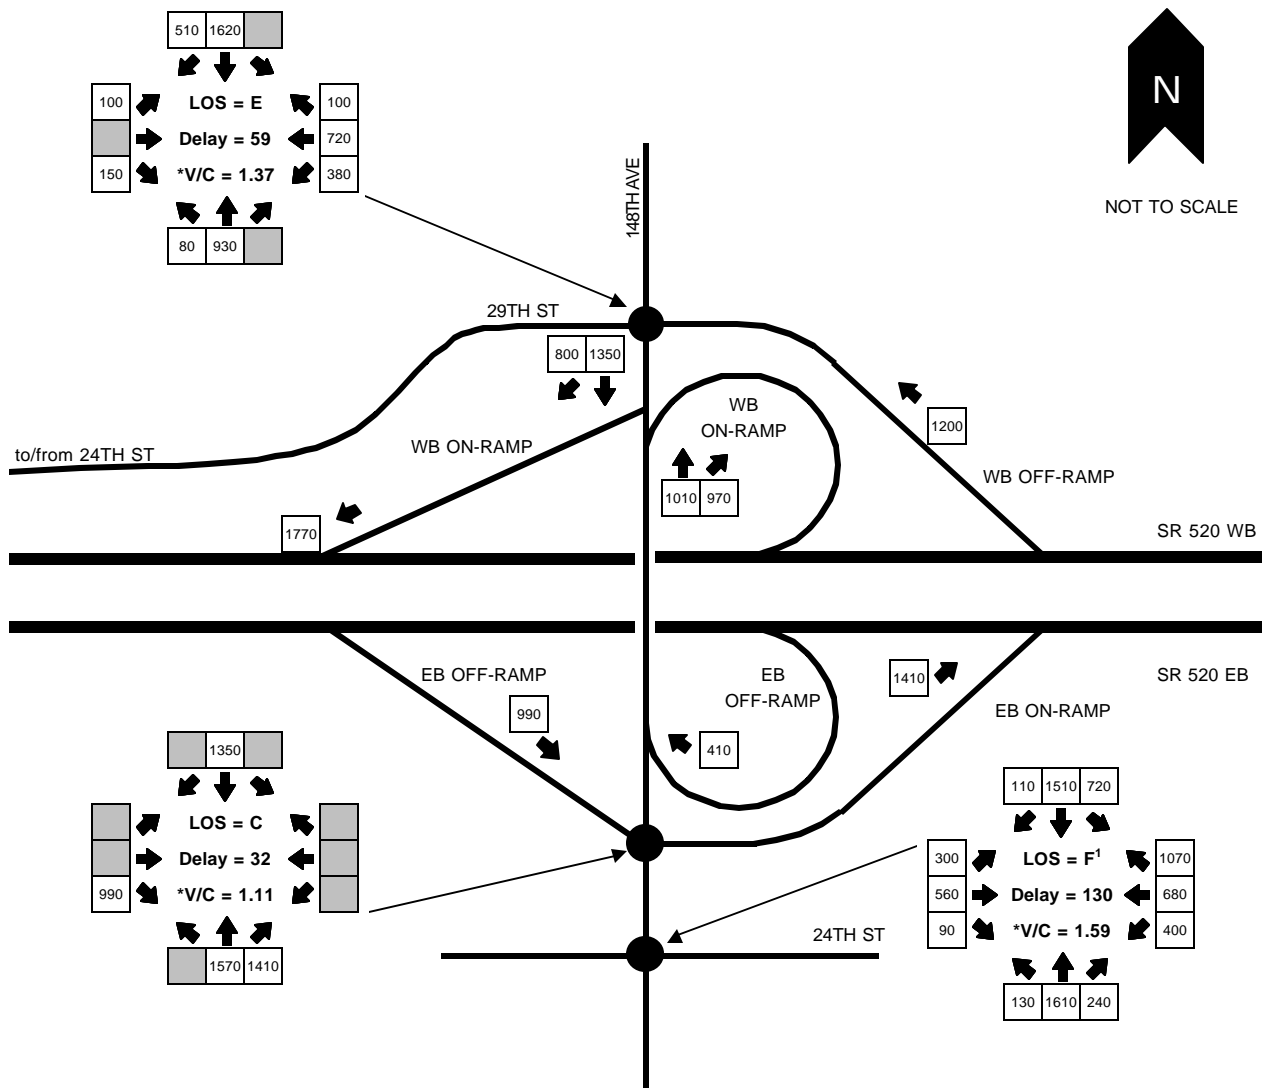 510 1620
100 LOS = E 100
Delay = 59 720
150 *V/C = 1.37 380
80 930
N
NOT TO SCALE
148TH AVE
29TH ST
800 1350
WB
ON-RAMP
1200
to/from 24TH ST
WB ON-RAMP
1010 970
WB OFF-RAMP
1770
SR 520 WB
EB OFF-RAMP
990
EB
OFF-RAMP
410
1410
SR 520 EB
EB ON-RAMP
1350
LOS = C
Delay = 32
990 *V/C = 1.11
1570 1410
110 1510 720
300 LOS = F¹ 1070
560 Delay = 130 680
90 *V/C = 1.59 400
130 1610 240
24TH ST